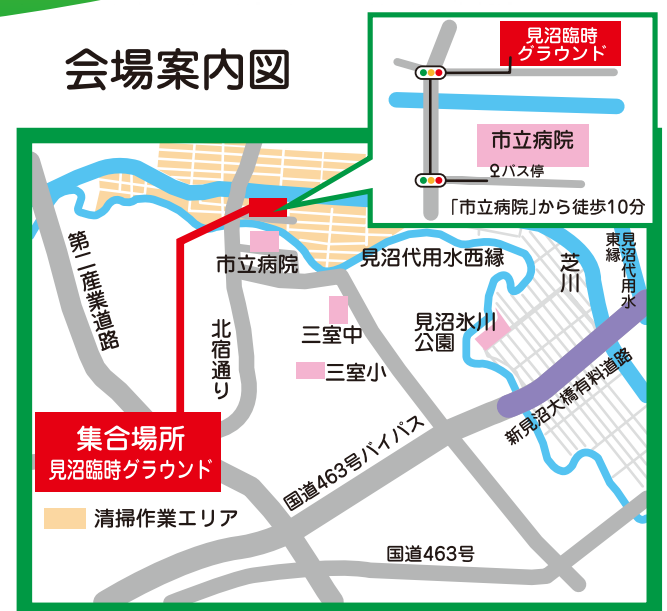 会場案内図
見沼臨時
グラウンド
市立病院
バス停
「市立病院」から徒歩10分
第二産業道路
市立病院
見沼代用水西縁
芝川
見沼代用水
東縁
北宿通り
三室中
三室小
見沼氷川
公園
新見沼大橋有料道路
集合場所
見沼臨時グラウンド
国道463号バイパス
清掃作業エリア
国道463号